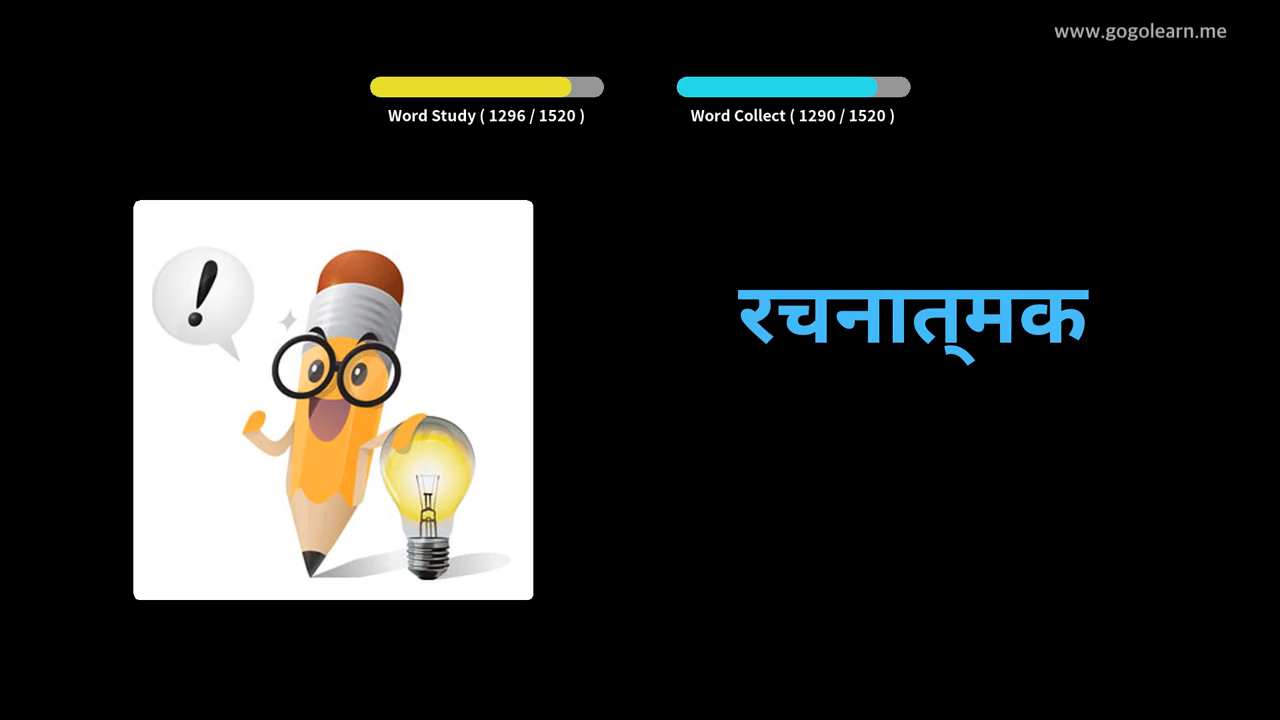 www.gogolearn.me
Word Study ( 1296 / 1520 )
Word Collect ( 1290 / 1520 )
!
रचनात्‌मक